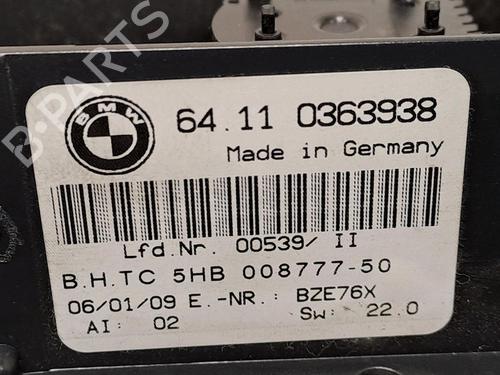 B-PARTS
BMW
64.11 0363938
Made in Germany
Lfd.Nr. 00539/ II
B.H.TC 5HB 008777-50
06/01/09 E.-NR.: BZE76X
AI: 02 SW: 22.0